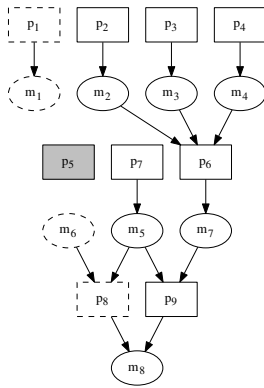 p₁ p₂ p₃ p₄
m₁ m₂ m₃ m₄
p₅ p₇ p₆
m₆ m₅ m₇
p₈ p₉
m₈